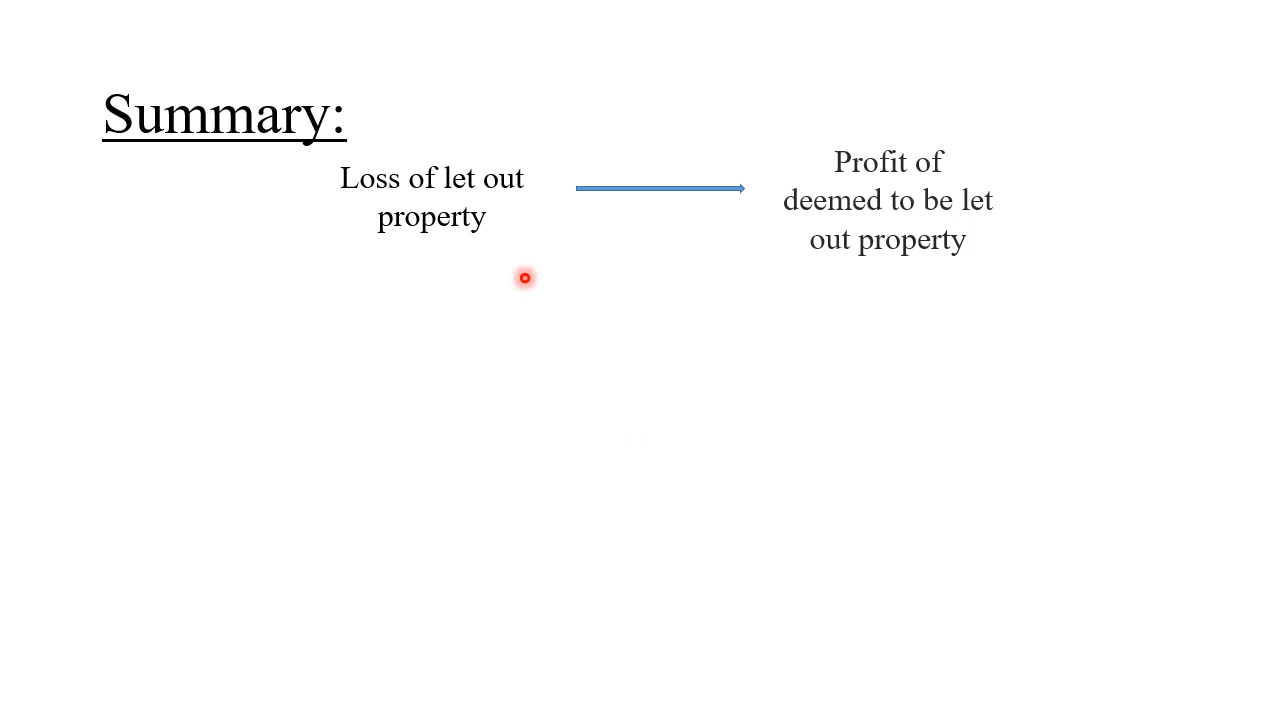 Summary:
Loss of let out
property
Profit of
deemed to be let
out property